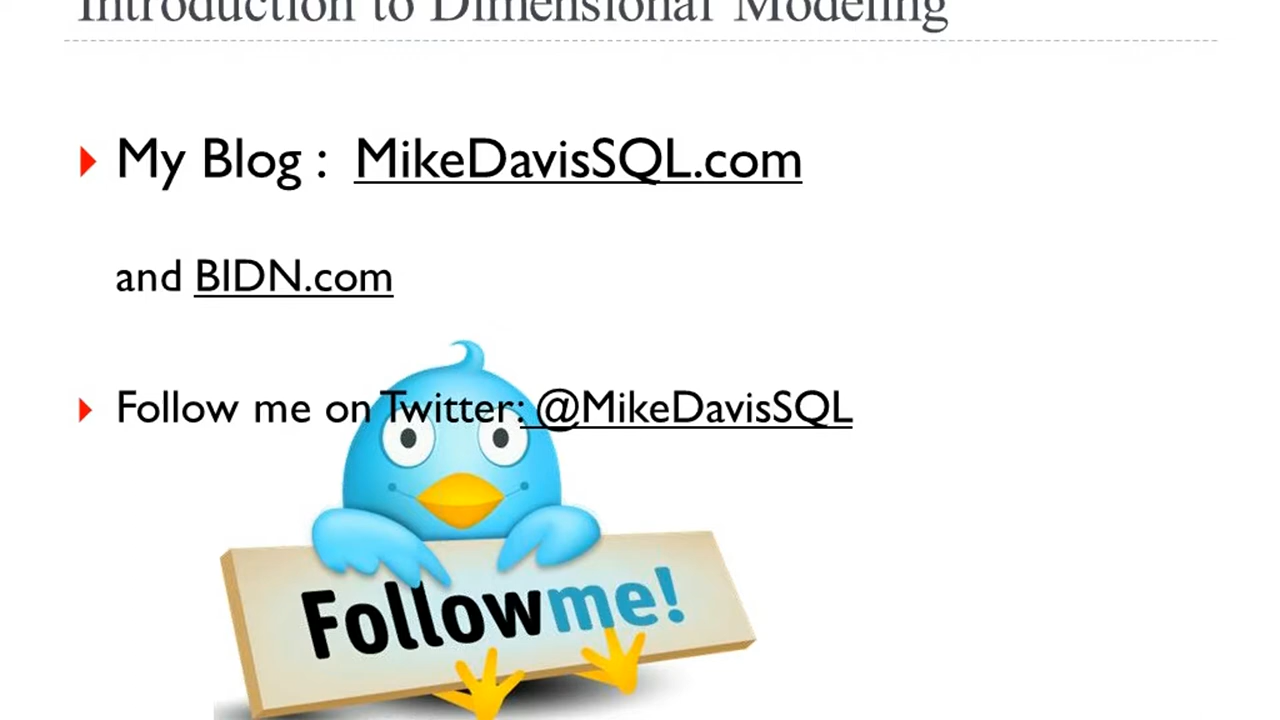 Introduction to Dimensional Modeling
My Blog : MikeDavisSQL.com
and BIDN.com
Follow me on Twitter: @MikeDavisSQL
Followme!